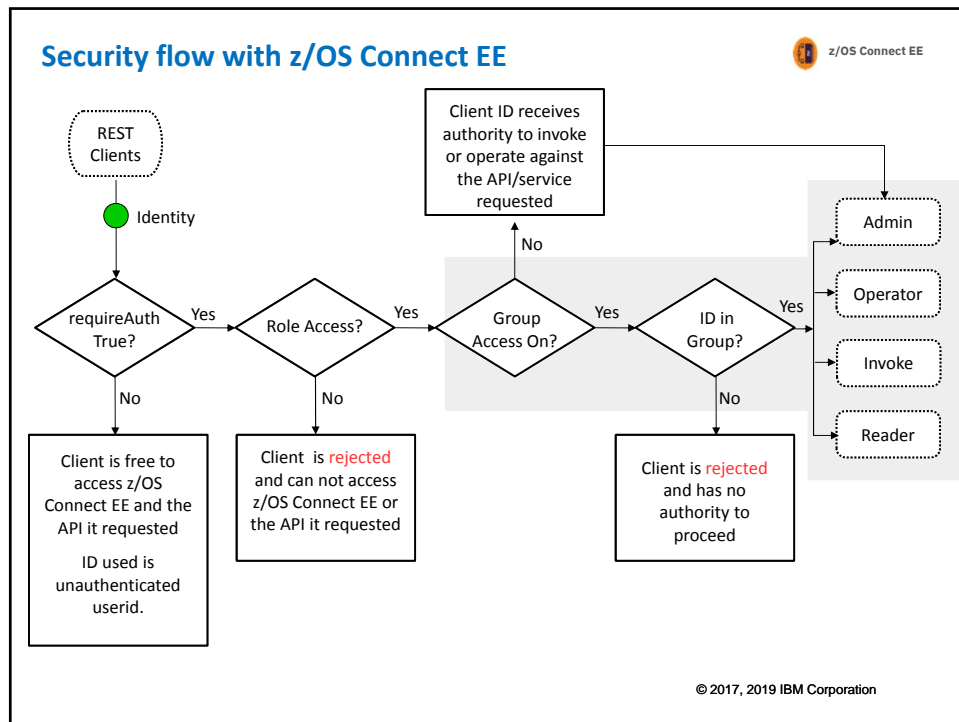 Security flow with z/OS Connect EE
z/OS Connect EE
REST
Clients
Identity
Client ID receives
authority to invoke
or operate against
the API/service
requested
No
Admin
Operator
Invoke
Reader
requireAuth
True?
Yes
Role Access?
Yes
Group
Access On?
Yes
ID in
Group?
Yes
No
No
No
Client is free to
access z/OS
Connect EE and the
API it requested
ID used is
unauthenticated
userid.
Client is rejected
and can not access
z/OS Connect EE or
the API it requested
Client is rejected
and has no
authority to
proceed
© 2017, 2019 IBM Corporation